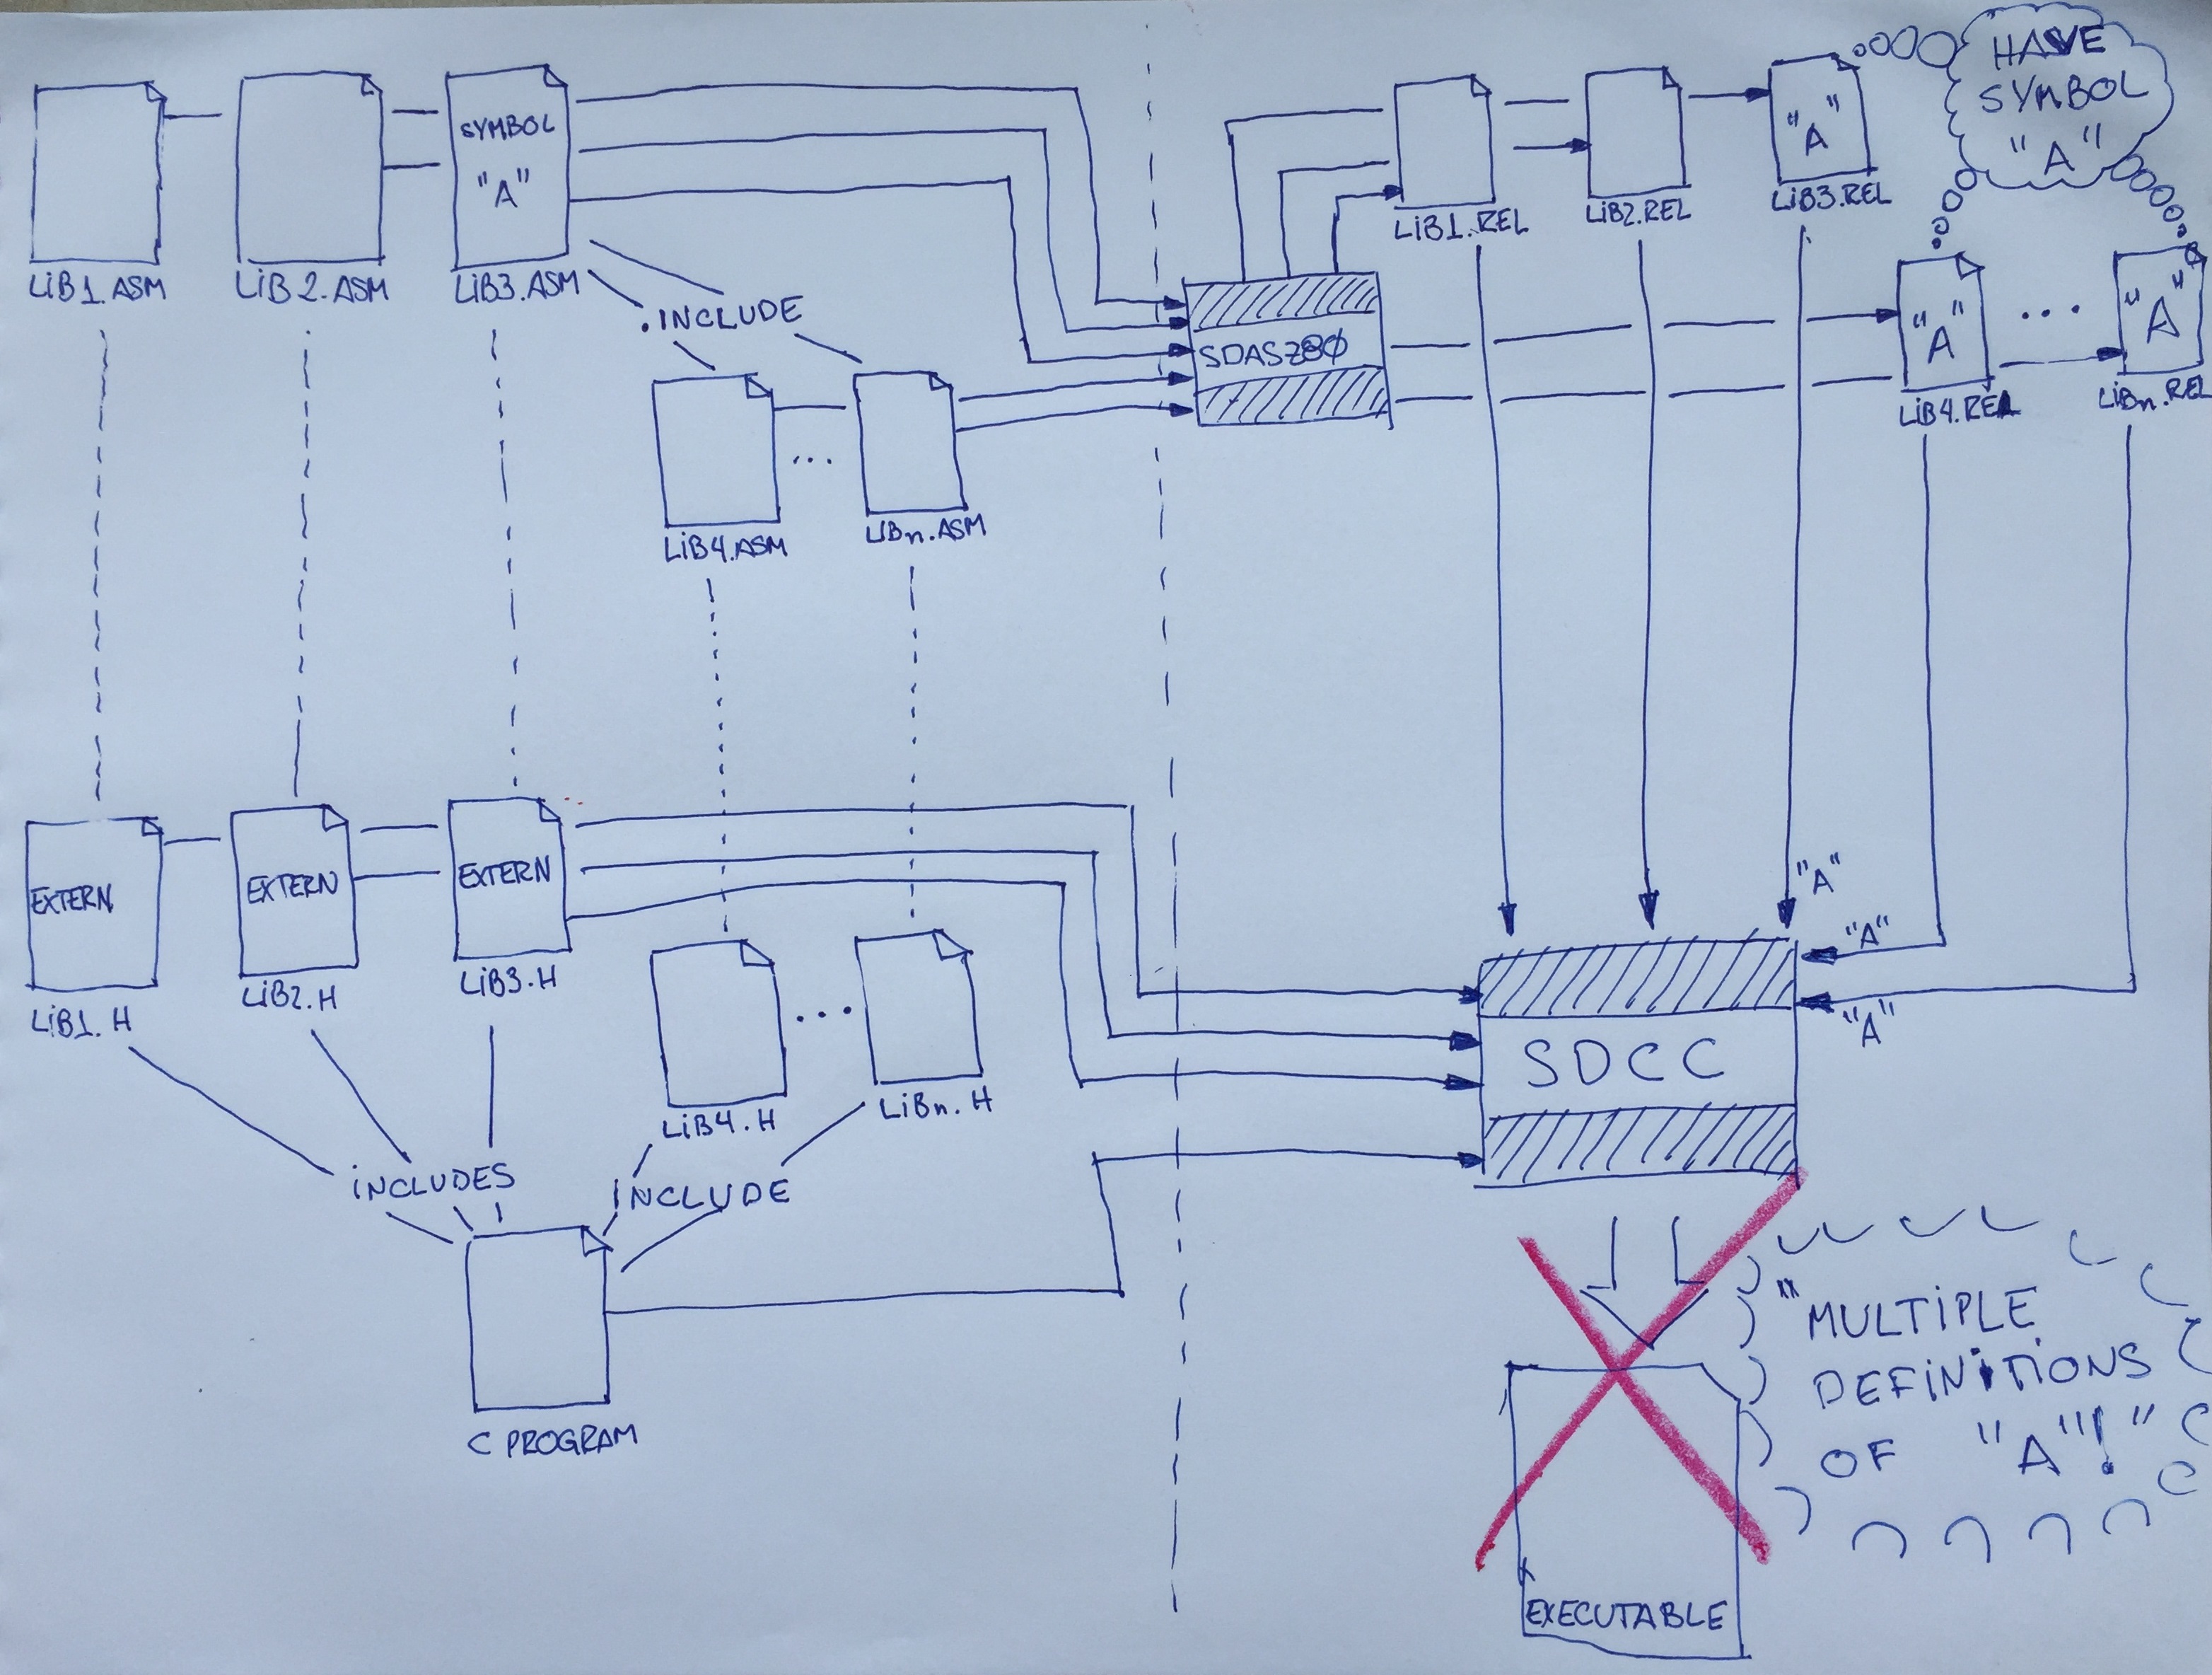 HAVE
SYMBOL
"A"
SYMBOL
"A"
"A"
LIB1.ASM
LIB2.ASM
LIB3.ASM
LIB1.REL
LIB2.REL
LIB3.REL
.INCLUDE
SDASZ80
"A"
...
"A"
LIB4.REL
LIBn.REL
...
LIB4.ASM
LIBn.ASM
EXTERN
EXTERN
EXTERN
"A"
"A"
"A"
LIB1.H
LIB2.H
LIB3.H
...
SDCC
LIB4.H
LIBn.H
INCLUDES
INCLUDE
C PROGRAM
"MULTIPLE
DEFINITIONS
OF "A"!"
EXECUTABLE